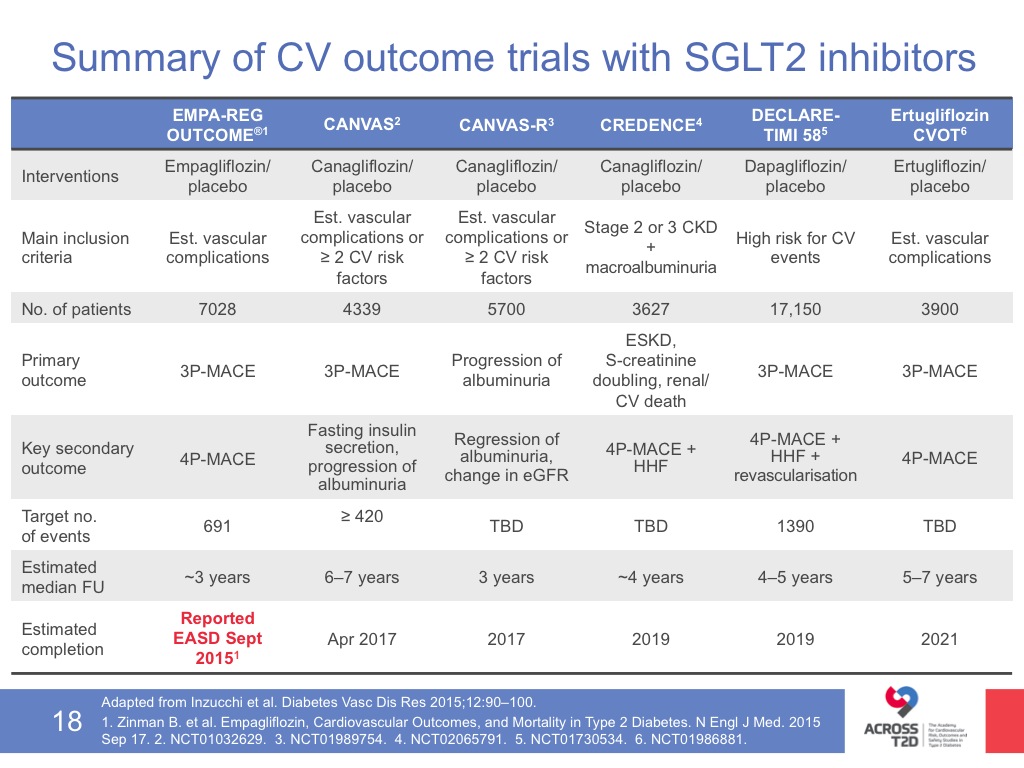 Summary of CV outcome trials with SGLT2 inhibitors
EMPA-REG OUTCOME®1
CANVAS2
CANVAS-R3
CREDENCE4
DECLARE-TIMI 585
Ertugliflozin CVOT6
Interventions
Empagliflozin/
placebo
Canagliflozin/
placebo
Canagliflozin/
placebo
Canagliflozin/
placebo
Dapagliflozin/
placebo
Ertugliflozin/
placebo
Main inclusion
criteria
Est. vascular
complications
Est. vascular
complications or
≥ 2 CV risk
factors
Est. vascular
complications or
≥ 2 CV risk
factors
Stage 2 or 3 CKD
+
macroalbuminuria
High risk for CV
events
Est. vascular
complications
No. of patients
7028
4339
5700
3627
17,150
3900
Primary
outcome
3P-MACE
3P-MACE
Progression of
albuminuria
ESKD,
S-creatinine
doubling, renal/
CV death
3P-MACE
3P-MACE
Key secondary
outcome
4P-MACE
Fasting insulin
secretion,
progression of
albuminuria
Regression of
albuminuria,
change in eGFR
4P-MACE +
HHF
4P-MACE +
HHF +
revascularisation
4P-MACE
Target no.
of events
691
≥ 420
TBD
TBD
1390
TBD
Estimated
median FU
~3 years
6–7 years
3 years
~4 years
4–5 years
5–7 years
Estimated
completion
Reported
EASD Sept
20151
Apr 2017
2017
2019
2019
2021
18
Adapted from Inzucchi et al. Diabetes Vasc Dis Res 2015;12:90–100.
1. Zinman B. et al. Empagliflozin, Cardiovascular Outcomes, and Mortality in Type 2 Diabetes. N Engl J Med. 2015
Sep 17. 2. NCT01032629. 3. NCT01989754. 4. NCT02065791. 5. NCT01730534. 6. NCT01986881.
ACROSS
T2D
The Academy
for Cardiovascular
Risk, Outcomes and
Safety Studies in
Type 2 Diabetes